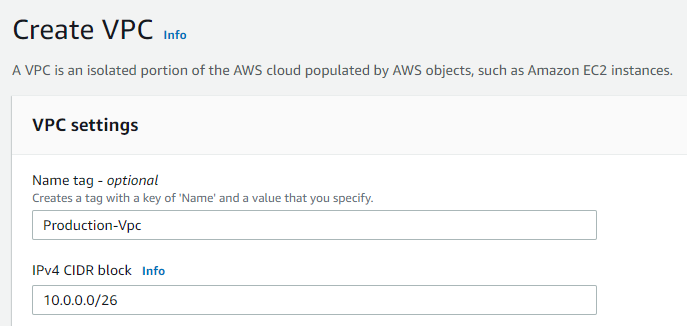 Create VPC Info
A VPC is an isolated portion of the AWS cloud populated by AWS objects, such as Amazon EC2 instances.
VPC settings
Name tag - optional
Creates a tag with a key of 'Name' and a value that you specify.
Production-Vpc
IPv4 CIDR block Info
10.0.0.0/26